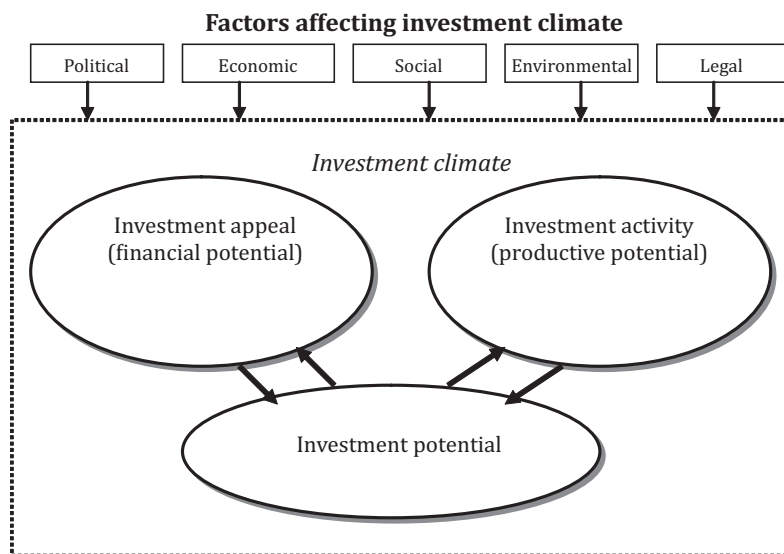 Factors affecting investment climate
Political
Economic
Social
Environmental
Legal
Investment climate
Investment appeal
(financial potential)
Investment activity
(productive potential)
Investment potential